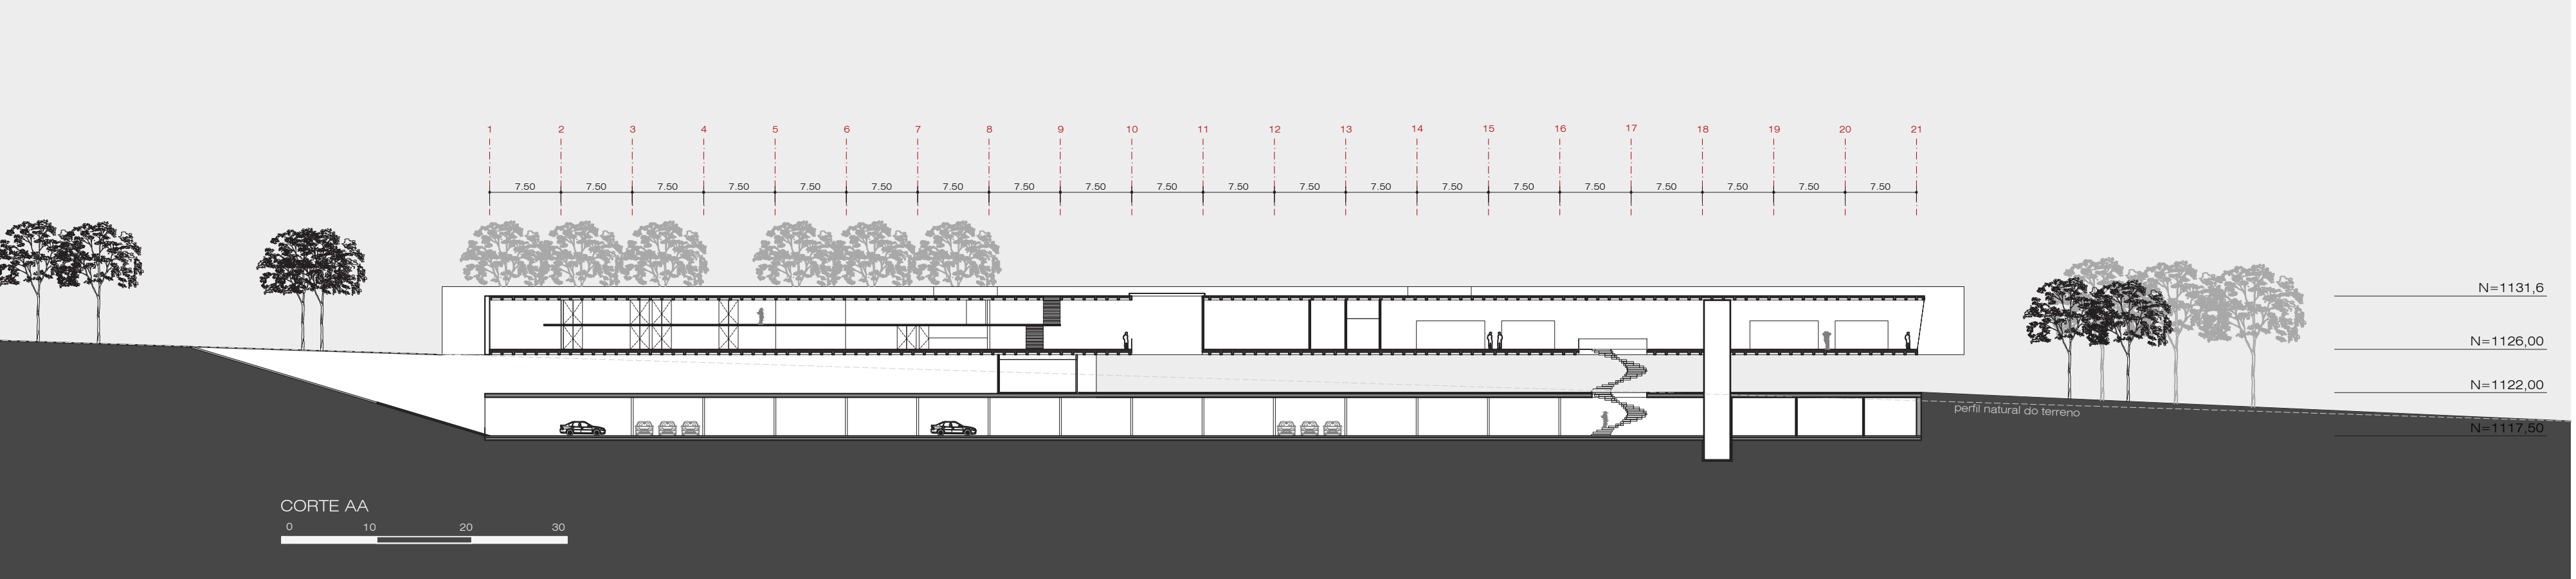 1 2 3 4 5 6 7 8 9 10 11 12 13 14 15 16 17 18 19 20 21
7.50 7.50 7.50 7.50 7.50 7.50 7.50 7.50 7.50 7.50 7.50 7.50 7.50 7.50 7.50 7.50 7.50 7.50 7.50 7.50
N=1131,6
N=1126,00
N=1122,00
perfil natural do terreno
N=1117,50
CORTE AA
0 10 20 30